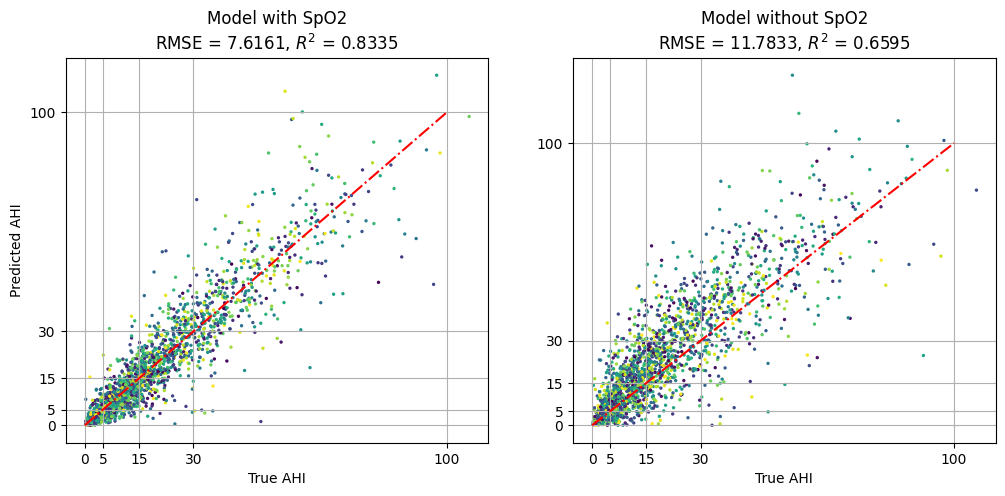 Model with SpO2
RMSE = 7.6161, R² = 0.8335
Predicted AHI
100
30
15
5
0
0 5 15 30 100
True AHI
Model without SpO2
RMSE = 11.7833, R² = 0.6595
100
30
15
5
0
0 5 15 30 100
True AHI